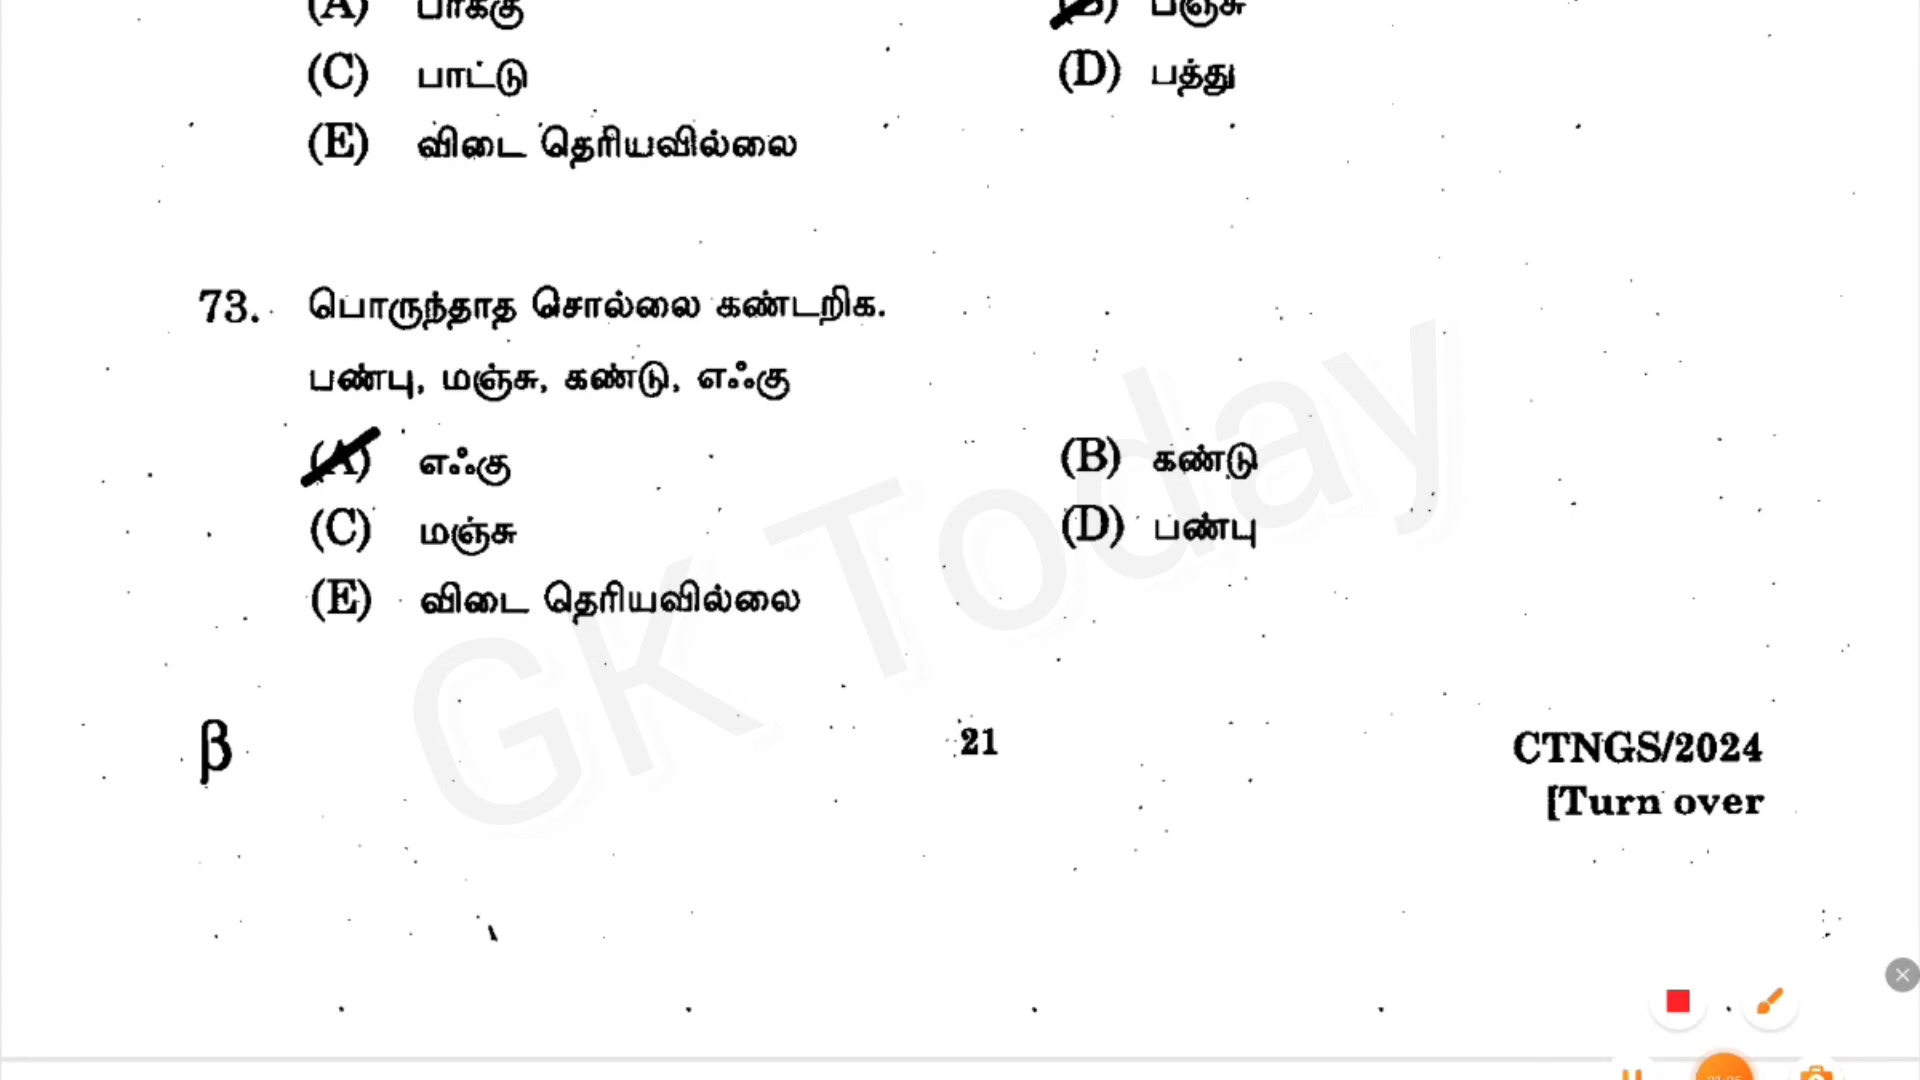 (A) பாக்கு (B) பஞ்சு
(C) பாட்டு (D) பத்து
(E) விடை தெரியவில்லை
73. பொருந்தாத சொல்லை கண்டறிக.
பண்பு, மஞ்சு, கண்டு, எஃகு
(A) எஃகு (B) கண்டு
(C) மஞ்சு (D) பண்பு
(E) விடை தெரியவில்லை
GK Today
β 21 CTNGS/2024
[Turn over